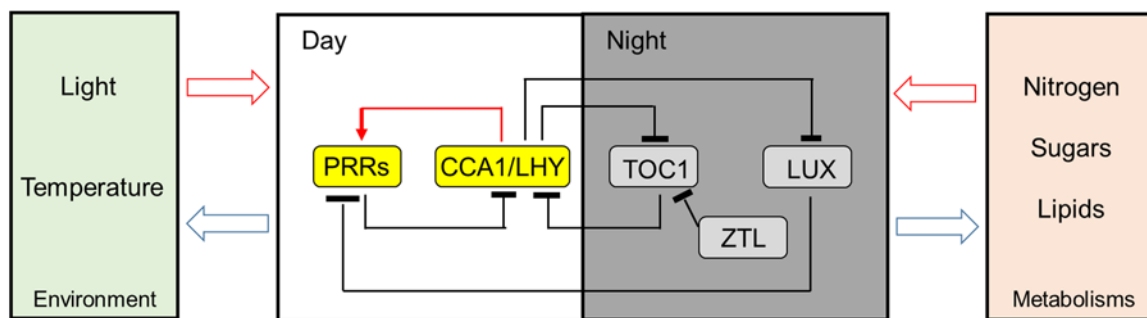 Light
Temperature
Environment
Day
Night
PRRs
CCA1/LHY
TOC1
LUX
ZTL
Nitrogen
Sugars
Lipids
Metabolisms